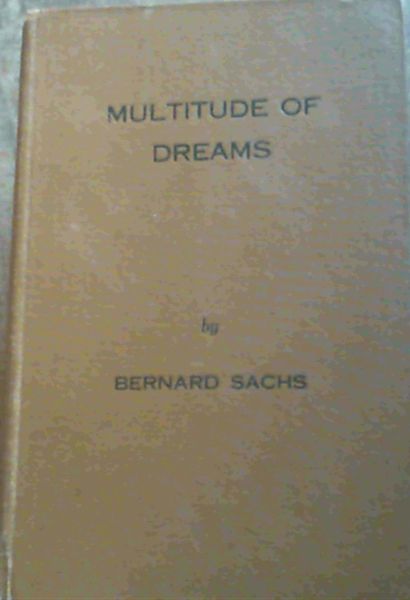 MULTITUDE OF
DREAMS
by
BERNARD SACHS